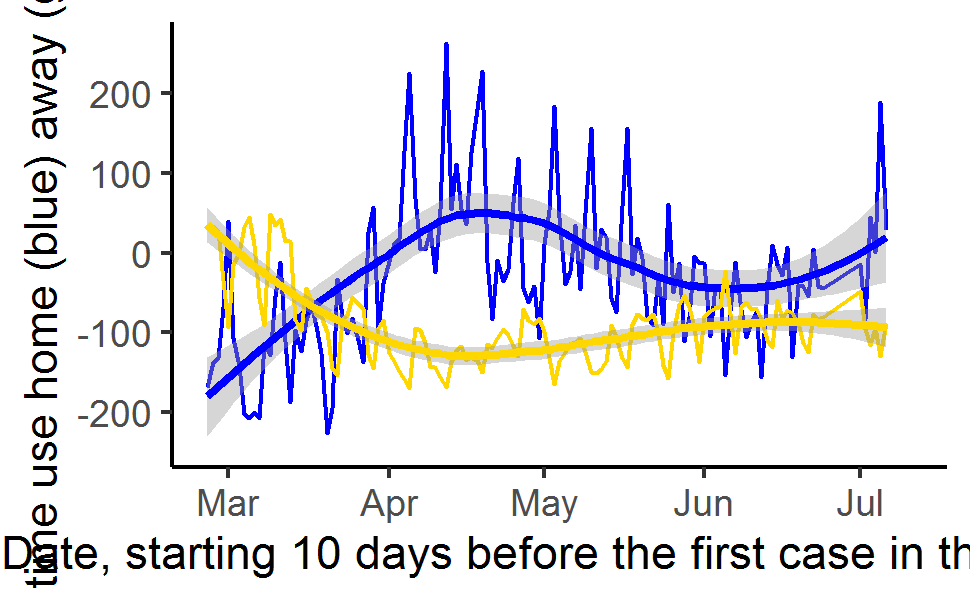 time use home (blue) away (
200
100
0
-100
-200
Mar Apr May Jun Jul
Date, starting 10 days before the first case in th